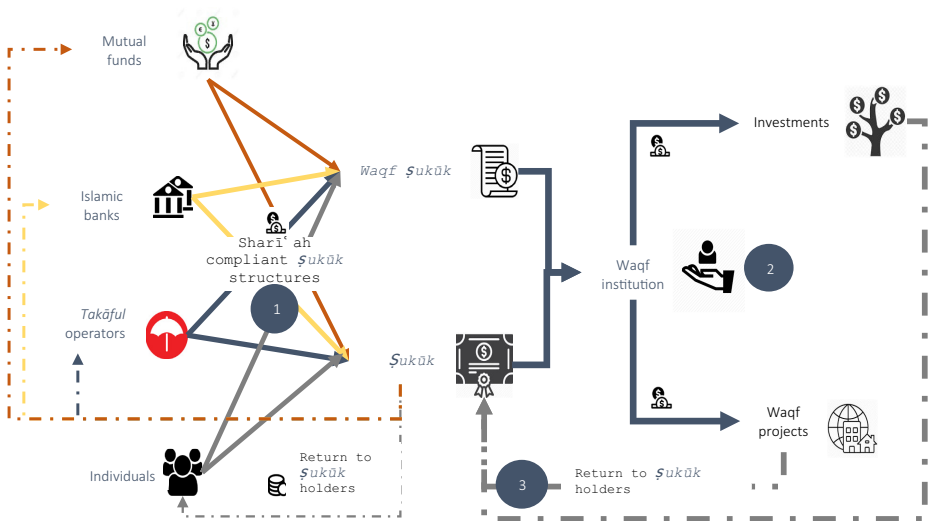 Mutual
funds
Islamic
banks
Takāful
operators
Individuals
Waqf Ṣukūk
Sharīʿah
compliant Ṣukūk
structures
1
Ṣukūk
Return to
Ṣukūk
holders
Waqf
institution
2
Investments
Waqf
projects
3
Return to Ṣukūk
holders